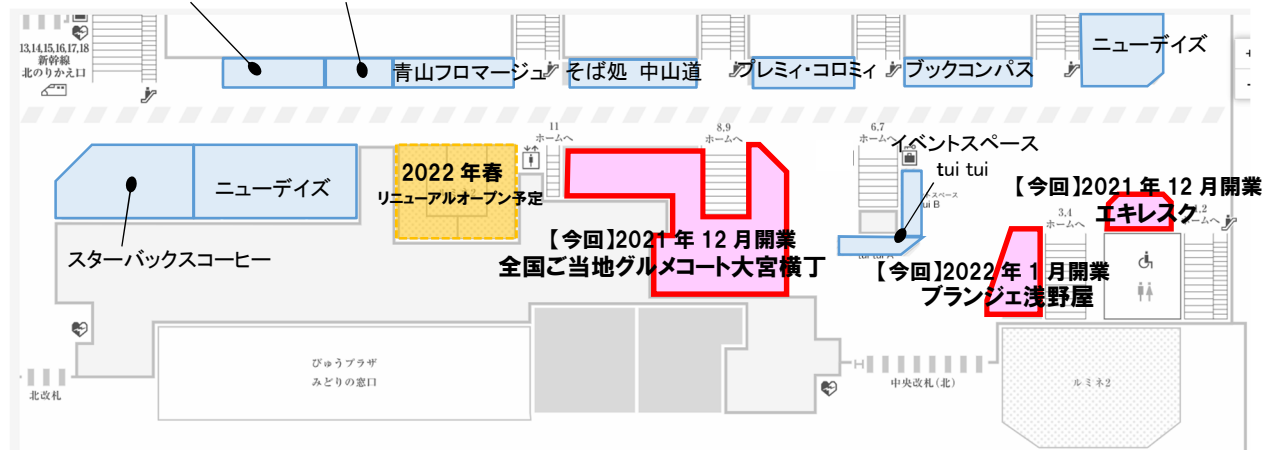 13,14,15,16,17,18
新幹線
北のりかえ口
青山フロマージュ
そば処 中山道
プレミィ・コロミィ
ブックコンパス
ニューデイズ
11
ホームへ
8,9
ホームへ
6,7
ホームへ
イベントスペース
tui tui
ニューデイズ
スターバックスコーヒー
2022 年春
リニューアルオープン予定
【今回】2021 年 12 月開業
全国ご当地グルメコート大宮横丁
【今回】2021 年 12 月開業
エキレスク
3,4
ホームへ
ホームへ
【今回】2022 年 1 月開業
ブランジェ浅野屋
びゅうプラザ
みどりの窓口
北改札
中央改札(北)
ルミネ2